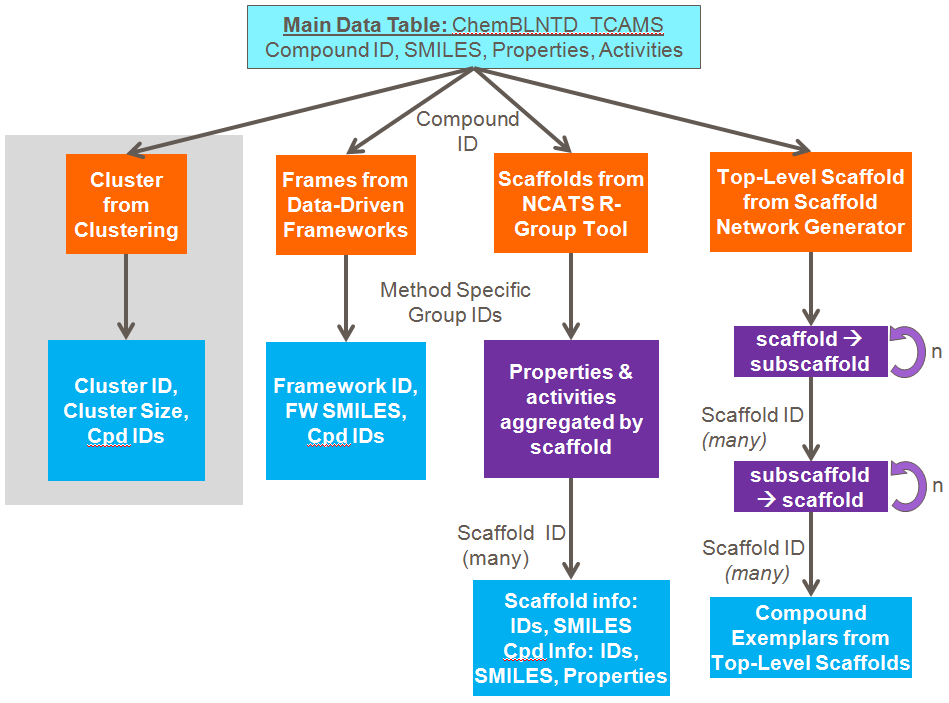 Main Data Table: ChemBLNTD_TCAMS
Compound ID, SMILES, Properties, Activities
Compound
ID
Cluster
from
Clustering
Frames from
Data-Driven
Frameworks
Scaffolds from
NCATS R-
Group Tool
Top-Level Scaffold
from Scaffold
Network Generator
Method Specific
Group IDs
Cluster ID,
Cluster Size,
Cpd IDs
Framework ID,
FW SMILES,
Cpd IDs
Properties &
activities
aggregated by
scaffold
scaffold →
subscaffold
n
Scaffold ID
(many)
subscaffold
→ scaffold
n
Scaffold ID
(many)
Scaffold ID
(many)
Scaffold info:
IDs, SMILES
Cpd Info: IDs,
SMILES, Properties
Compound
Exemplars from
Top-Level Scaffolds